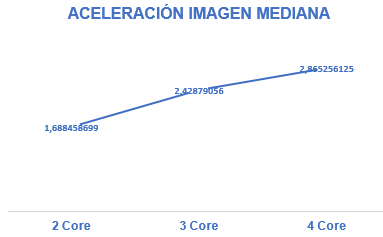 ACELERACIÓN IMAGEN MEDIANA
2,865256125
2,42879056
1,688458699
2 Core 3 Core 4 Core